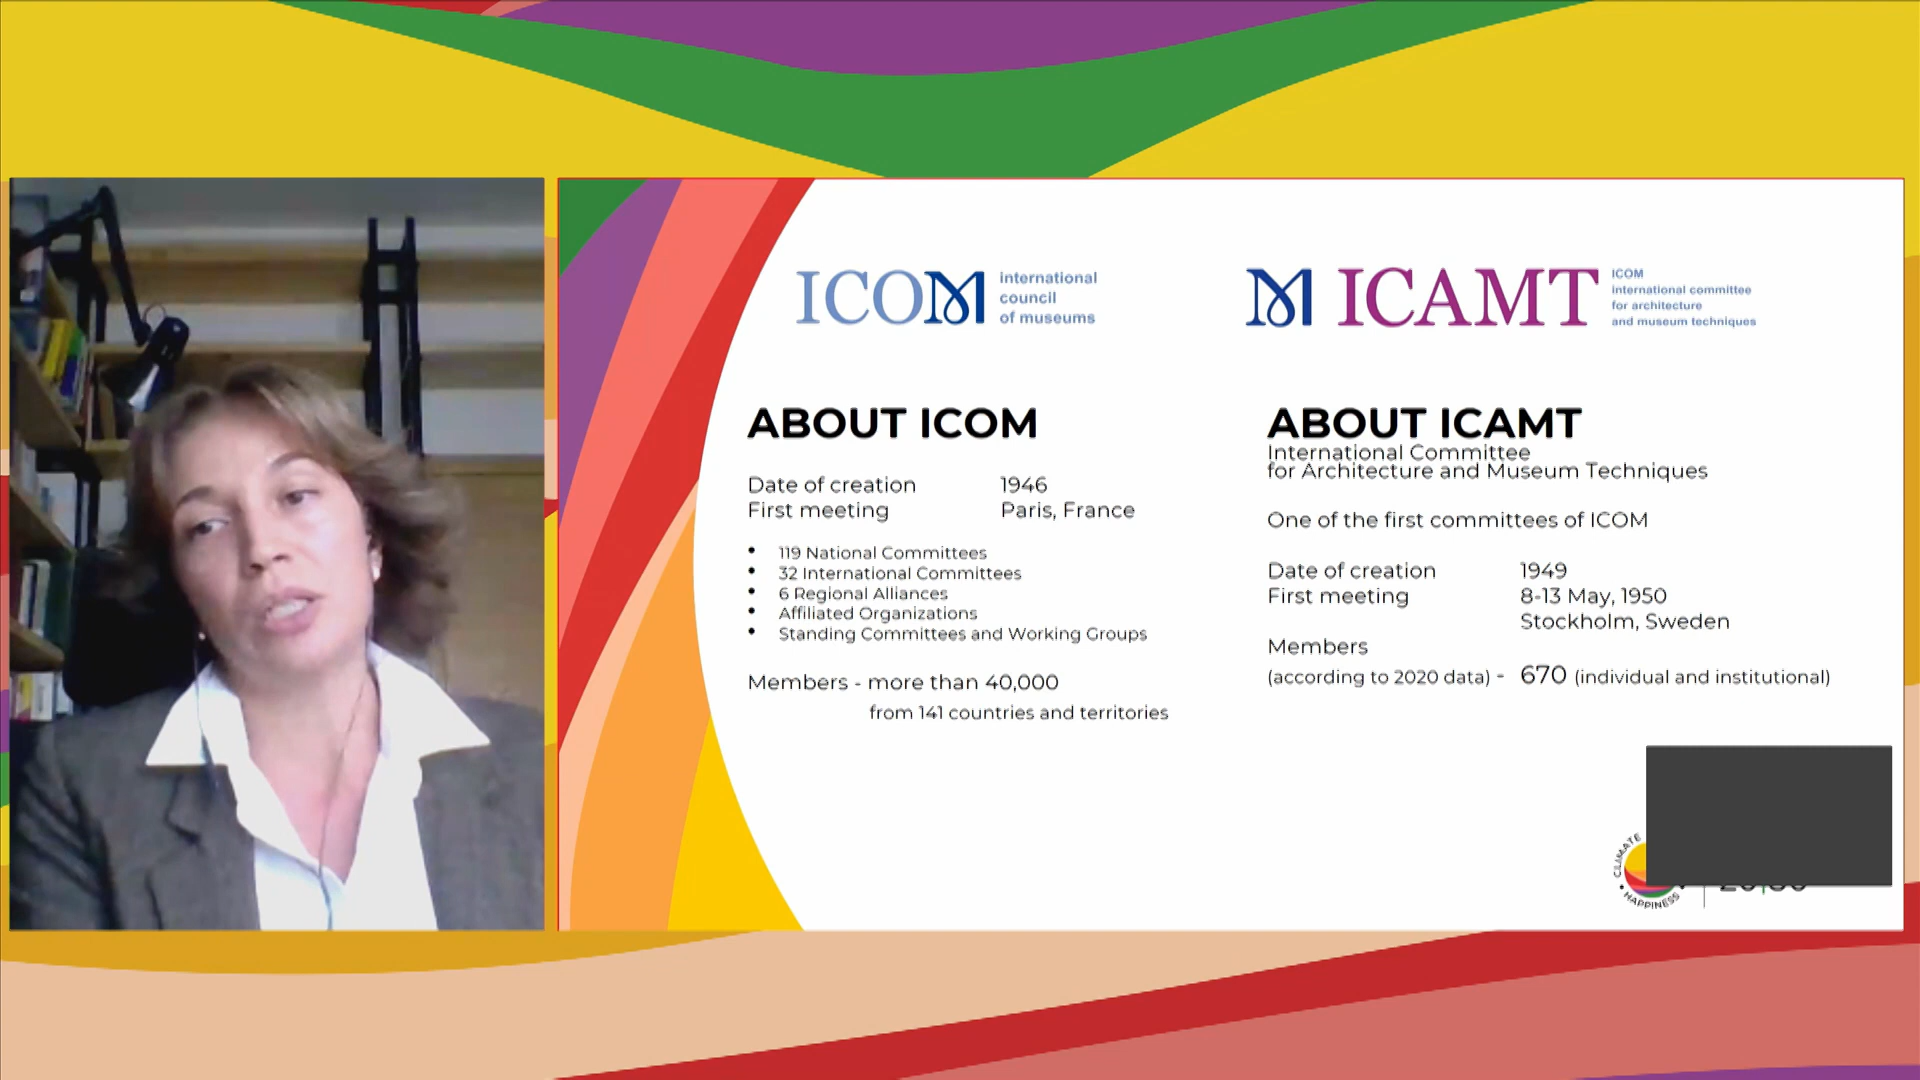 ICOM
international
council
of museums
ICAMT
ICOM
international committee
for architecture
and museum techniques
ABOUT ICOM
Date of creation 1946
First meeting Paris, France
• 119 National Committees
• 32 International Committees
• 6 Regional Alliances
• Affiliated Organizations
• Standing Committees and Working Groups
Members - more than 40,000
from 141 countries and territories
ABOUT ICAMT
International Committee
for Architecture and Museum Techniques
One of the first committees of ICOM
Date of creation 1949
First meeting 8-13 May, 1950
Stockholm, Sweden
Members
(according to 2020 data) - 670 (individual and institutional)
CLIMATE
HAPPINESS